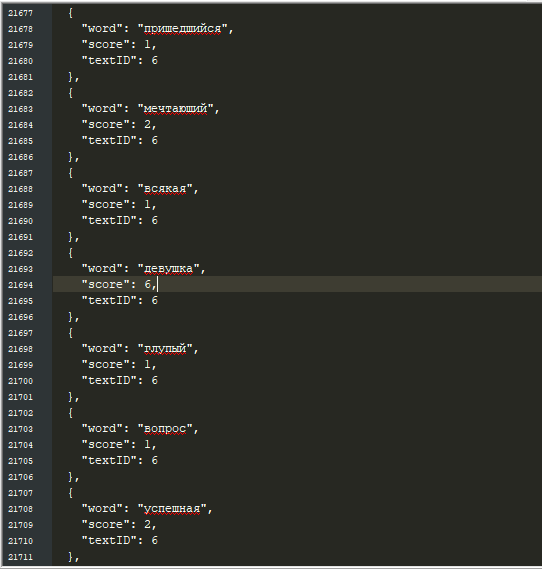 21677 {
21678 "word": "пришедшийся",
21679 "score": 1,
21680 "textID": 6
21681 },
21682 {
21683 "word": "мечтающий",
21684 "score": 2,
21685 "textID": 6
21686 },
21687 {
21688 "word": "всякая",
21689 "score": 1,
21690 "textID": 6
21691 },
21692 {
21693 "word": "девушка",
21694 "score": 6,
21695 "textID": 6
21696 },
21697 {
21698 "word": "глупый",
21699 "score": 1,
21700 "textID": 6
21701 },
21702 {
21703 "word": "вопрос",
21704 "score": 1,
21705 "textID": 6
21706 },
21707 {
21708 "word": "успешная",
21709 "score": 2,
21710 "textID": 6
21711 },